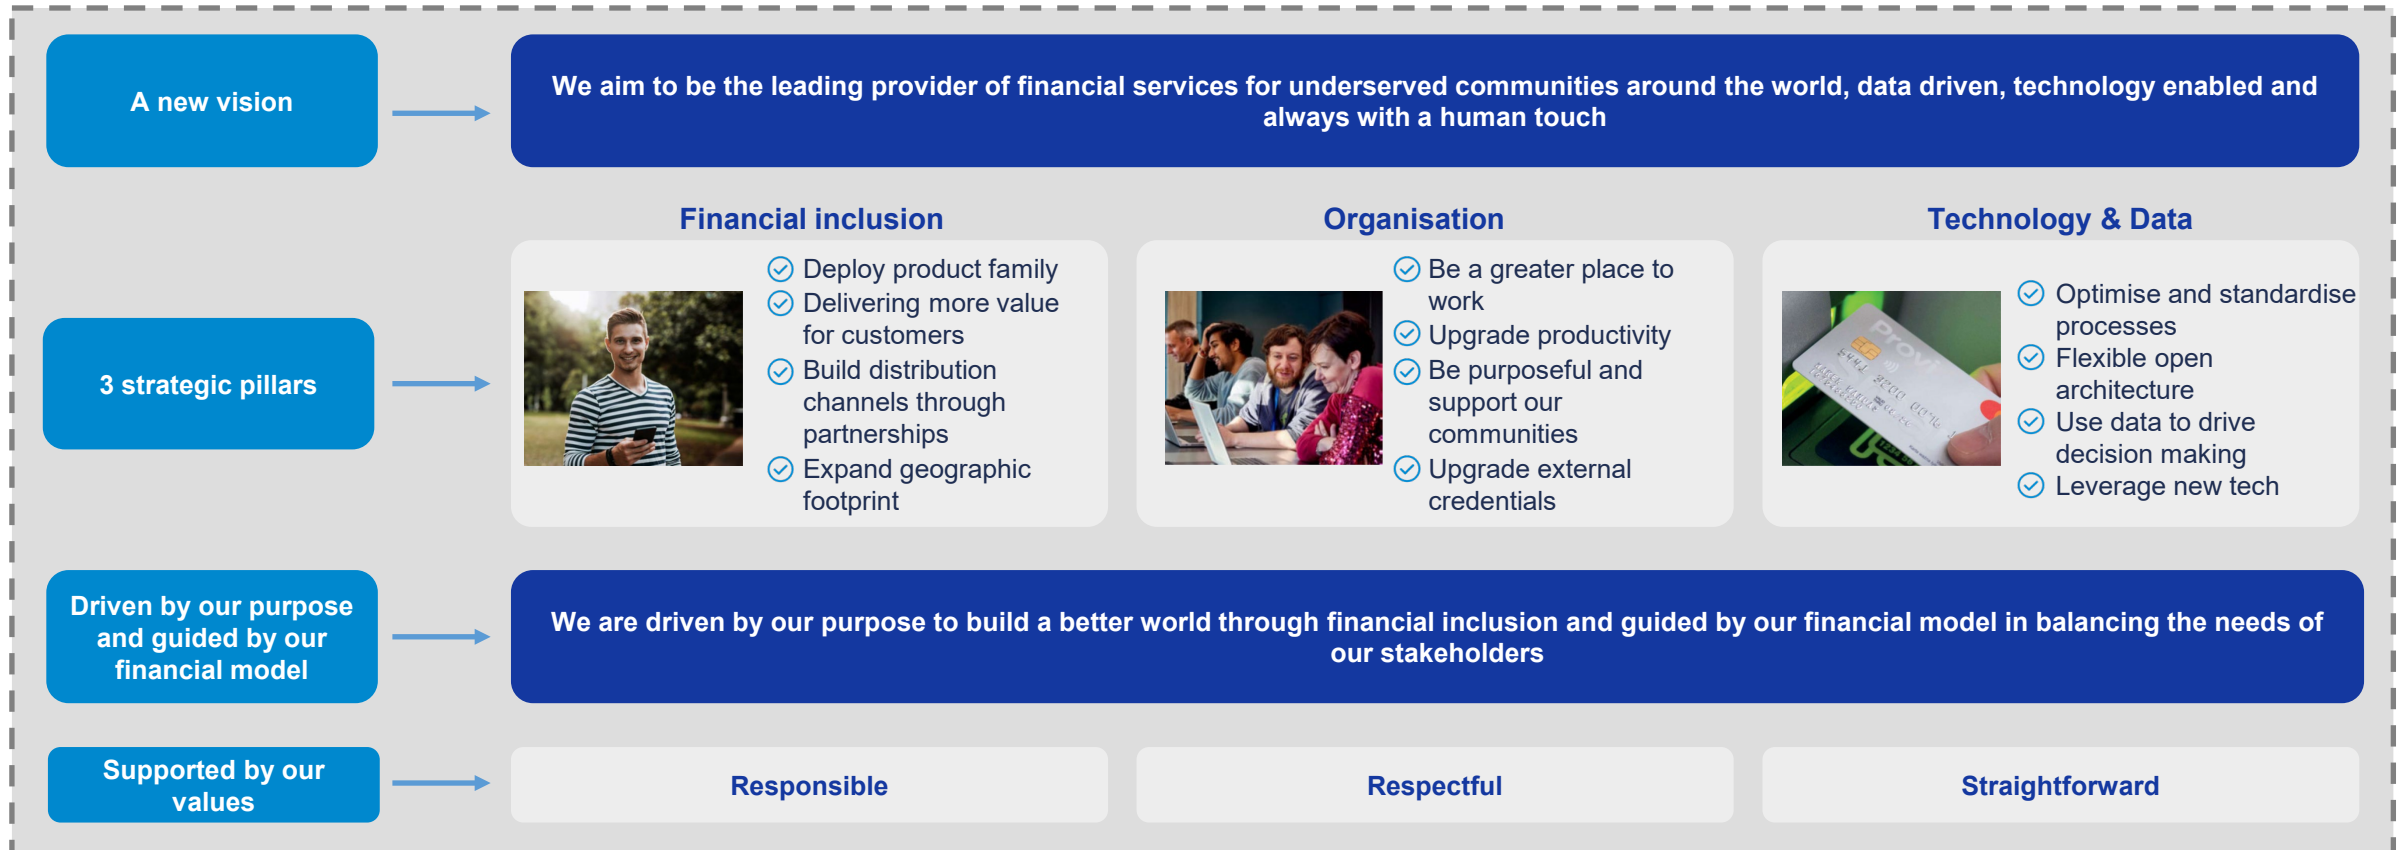 A new vision
We aim to be the leading provider of financial services for underserved communities around the world, data driven, technology enabled and
always with a human touch
3 strategic pillars
Financial inclusion
Deploy product family
Delivering more value
for customers
Build distribution
channels through
partnerships
Expand geographic
footprint
Organisation
Be a greater place to
work
Upgrade productivity
Be purposeful and
support our
communities
Upgrade external
credentials
Technology & Data
Provi
Optimise and standardise
processes
Flexible open
architecture
Use data to drive
decision making
Leverage new tech
Driven by our purpose
and guided by our
financial model
We are driven by our purpose to build a better world through financial inclusion and guided by our financial model in balancing the needs of
our stakeholders
Supported by our
values
Responsible
Respectful
Straightforward